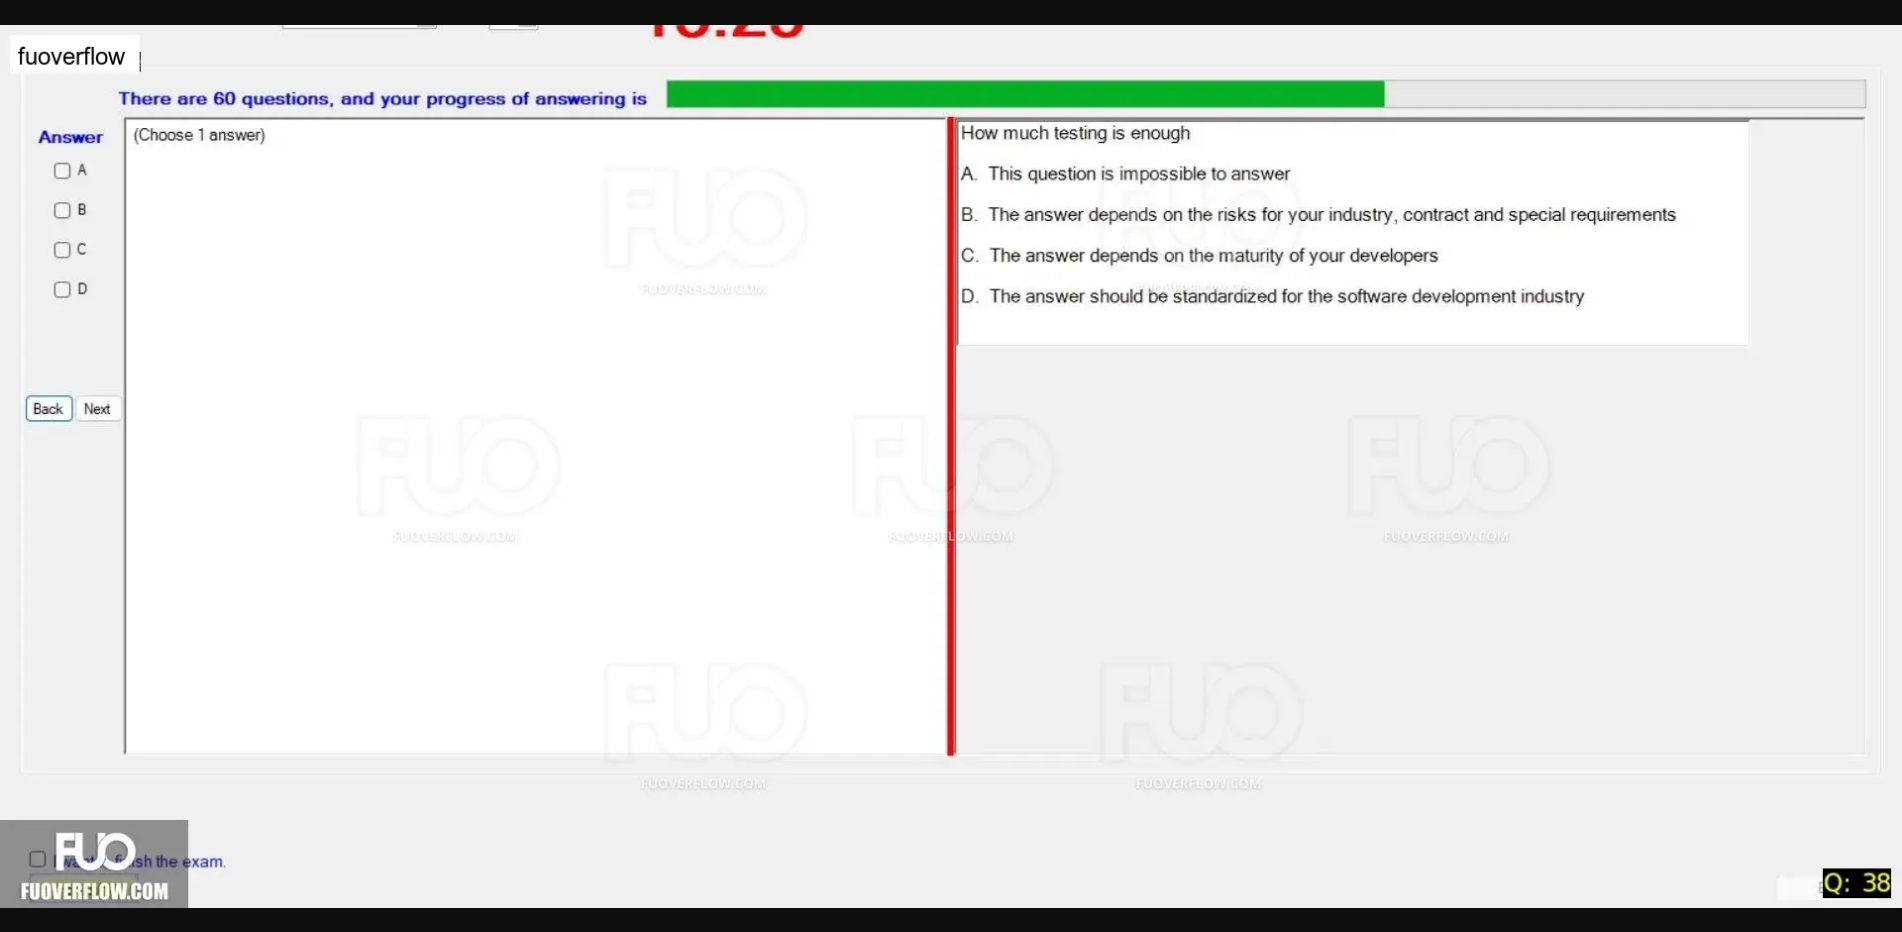 fuoverflow
There are 60 questions, and your progress of answering is
Answer
(Choose 1 answer)
A
B
C
D
Back
Next
How much testing is enough
A. This question is impossible to answer
B. The answer depends on the risks for your industry, contract and special requirements
C. The answer depends on the maturity of your developers
D. The answer should be standardized for the software development industry
FUO
FUOVERFLOW.COM
FUO
FUOVERFLOW.COM
FUO
FUOVERFLOW.COM
FUO
FUOVERFLOW.COM
FUO
FUOVERFLOW.COM
FUO
FUOVERFLOW.COM
FUO
FUOVERFLOW.COM
the exam.
FUO
FUOVERFLOW.COM
Q: 38